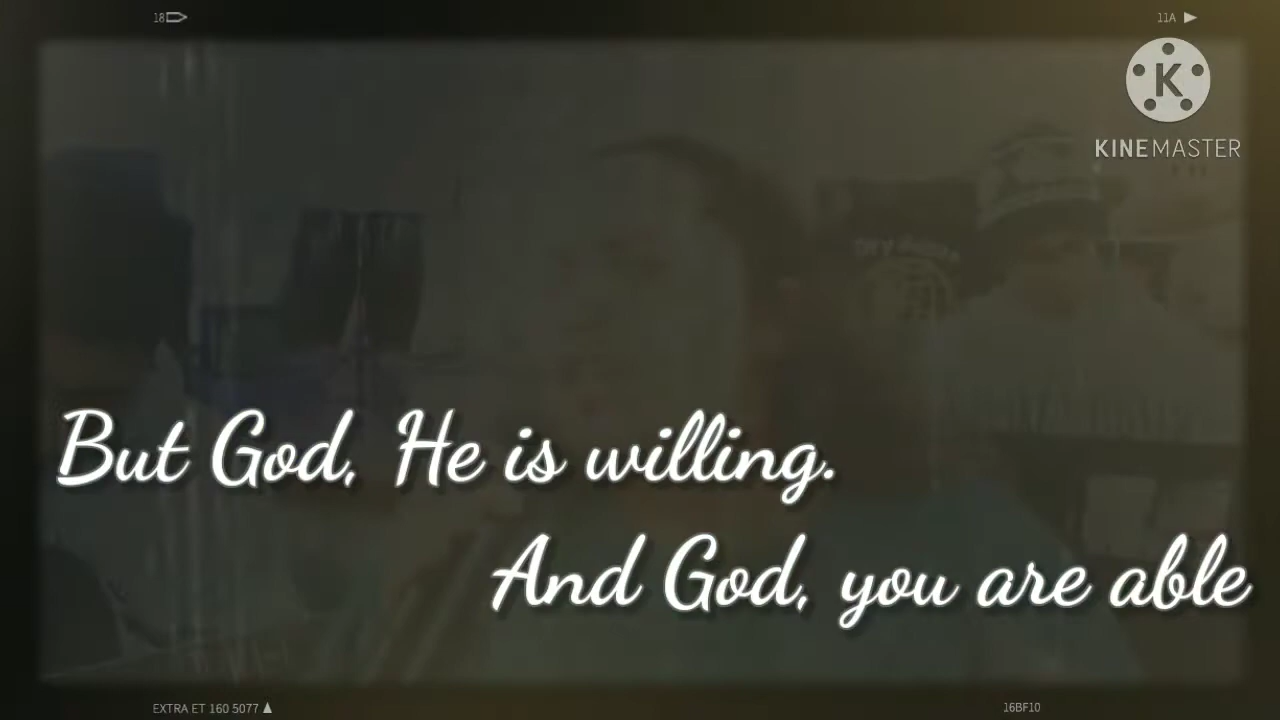 18
11A
K
KINEMASTER
But God, He is willing.
And God, you are able
EXTRA ET 160 5077
16BF10